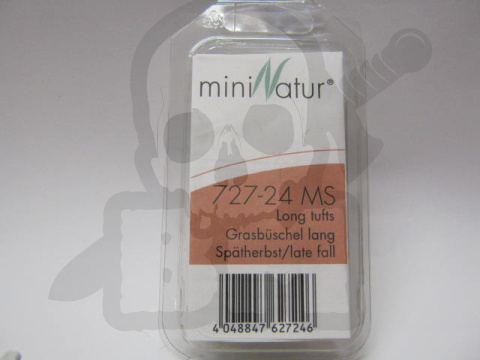 miniNatur®
727-24 MS
Long tufts
Grasbüschel lang
Spätherbst/late fall
4 048847 627246